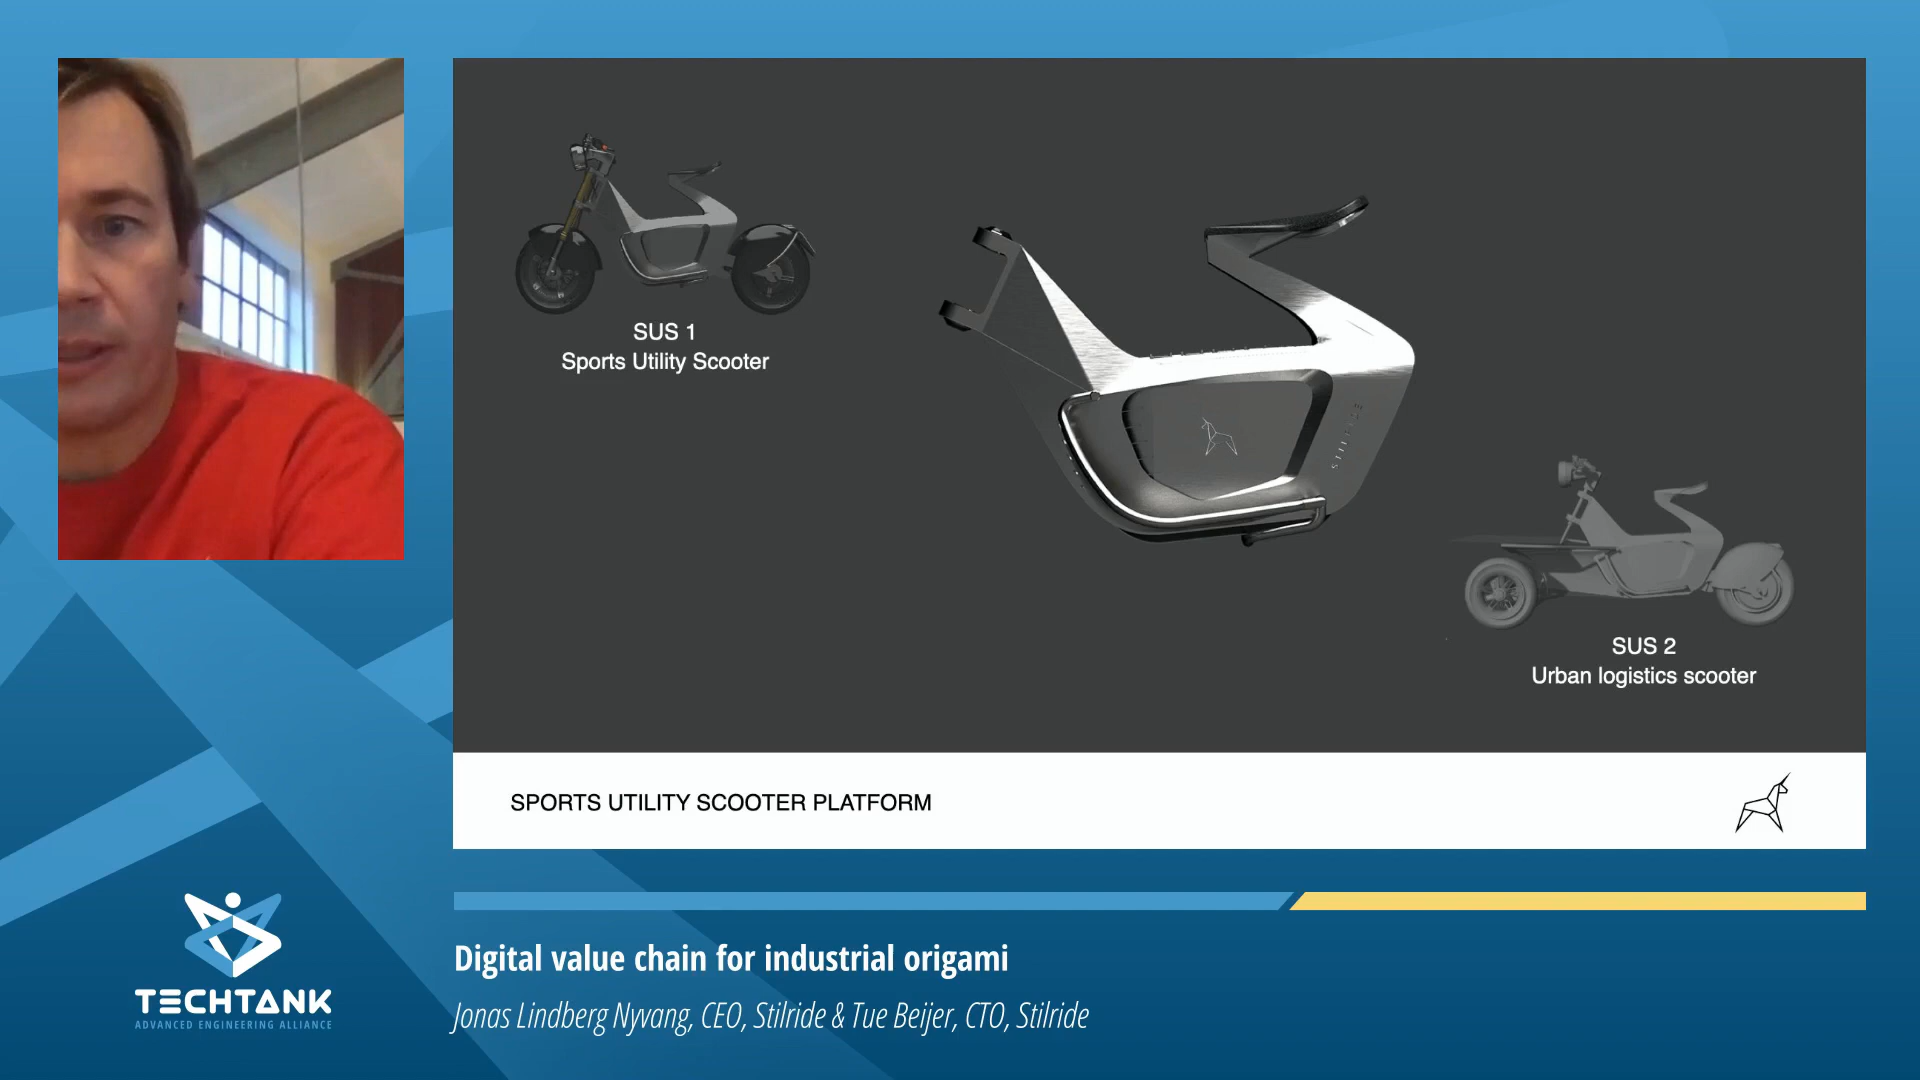 SUS 1
Sports Utility Scooter
STILRIDE
SUS 2
Urban logistics scooter
SPORTS UTILITY SCOOTER PLATFORM
TECHTANK
ADVANCED ENGINEERING ALLIANCE
Digital value chain for industrial origami
Jonas Lindberg Nyvang, CEO, Stilride & Tue Beijer, CTO, Stilride